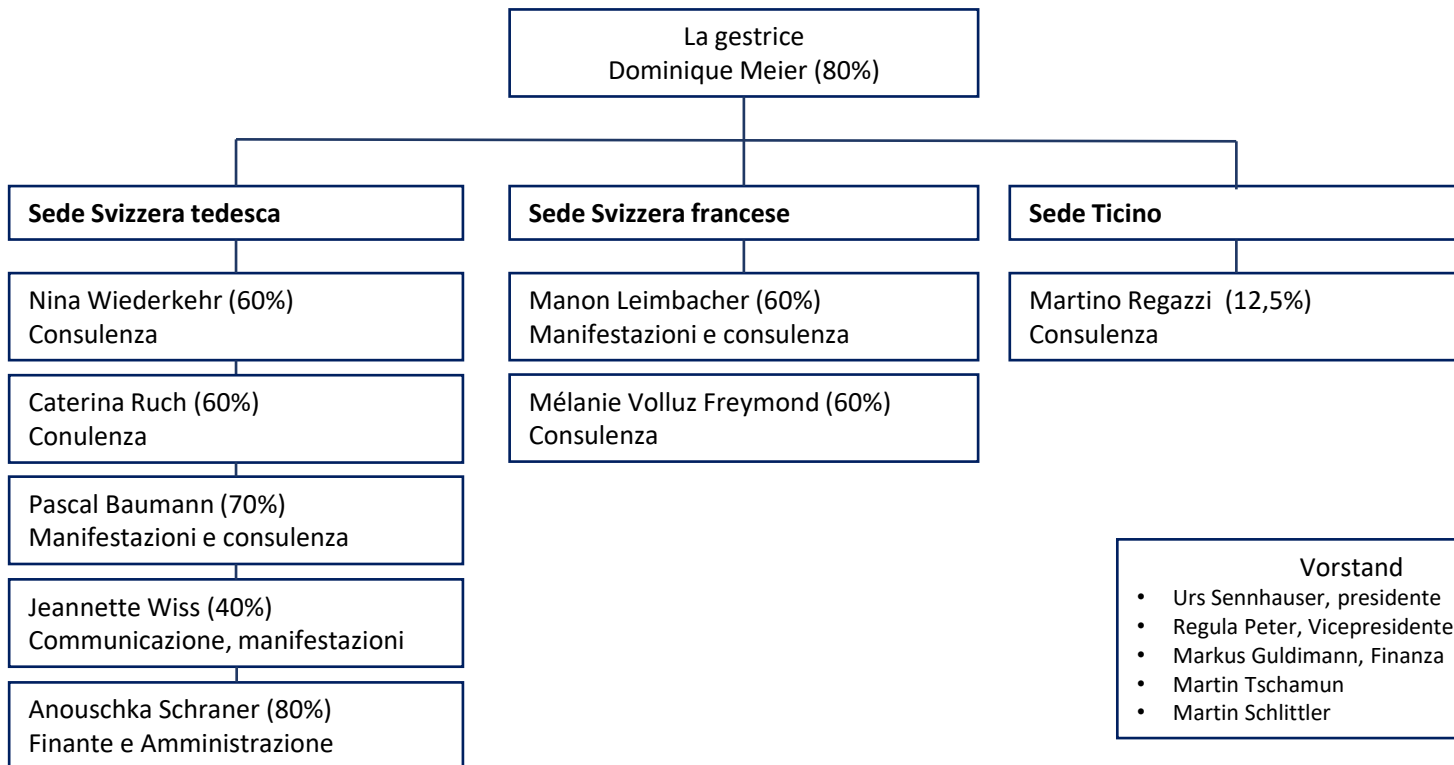 La gestrice
Dominique Meier (80%)
Sede Svizzera tedesca
Nina Wiederkehr (60%)
Consulenza
Caterina Ruch (60%)
Conulenza
Pascal Baumann (70%)
Manifestazioni e consulenza
Jeannette Wiss (40%)
Communicazione, manifestazioni
Anouschka Schraner (80%)
Finante e Amministrazione
Sede Svizzera francese
Manon Leimbacher (60%)
Manifestazioni e consulenza
Mélanie Volluz Freymond (60%)
Consulenza
Sede Ticino
Martino Regazzi (12,5%)
Consulenza
Vorstand
• Urs Sennhauser, presidente
• Regula Peter, Vicepresidente
• Markus Guldimann, Finanza
• Martin Tschamun
• Martin Schlittler